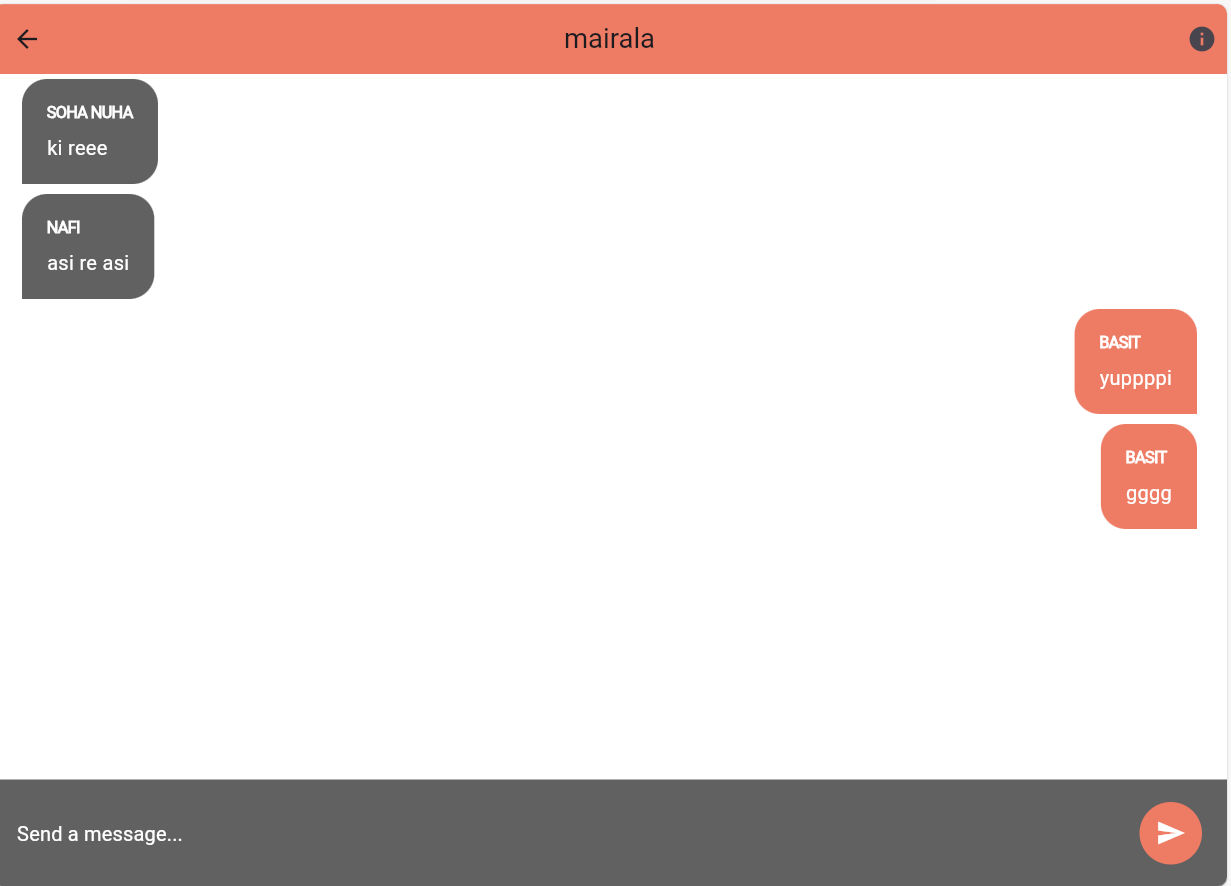 mairala
SOHA NUHA
ki reee
NAFI
asi re asi
BASIT
yuppppi
BASIT
gggg
Send a message...